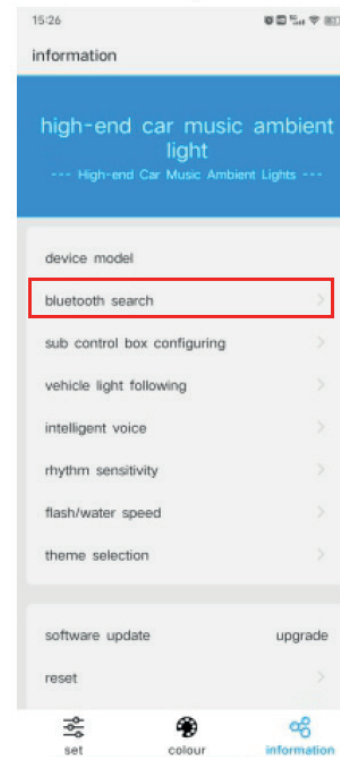 15:26
information
high-end car music ambient
light
--- High-end Car Music Ambient Lights ---
device model
bluetooth search
sub control box configuring
vehicle light following
intelligent voice
rhythm sensitivity
flash/water speed
theme selection
software update upgrade
reset
set colour information